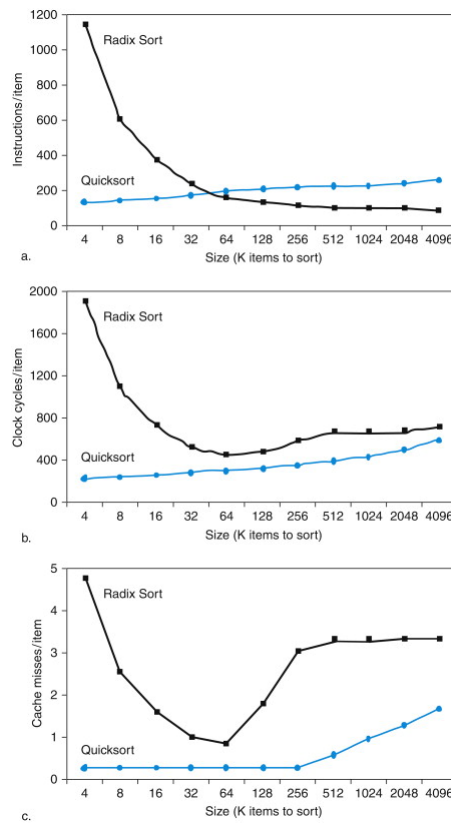 1200
Radix Sort
1000
Instructions/item
800
600
400
Quicksort
200
0
4 8 16 32 64 128 256 512 1024 2048 4096
a.
Size (K items to sort)
2000
Radix Sort
1600
Clock cycles/item
1200
800
Quicksort
400
0
4 8 16 32 64 128 256 512 1024 2048 4096
b.
Size (K items to sort)
5
Radix Sort
4
Cache misses/item
3
2
1
Quicksort
0
4 8 16 32 64 128 256 512 1024 2048 4096
c.
Size (K items to sort)